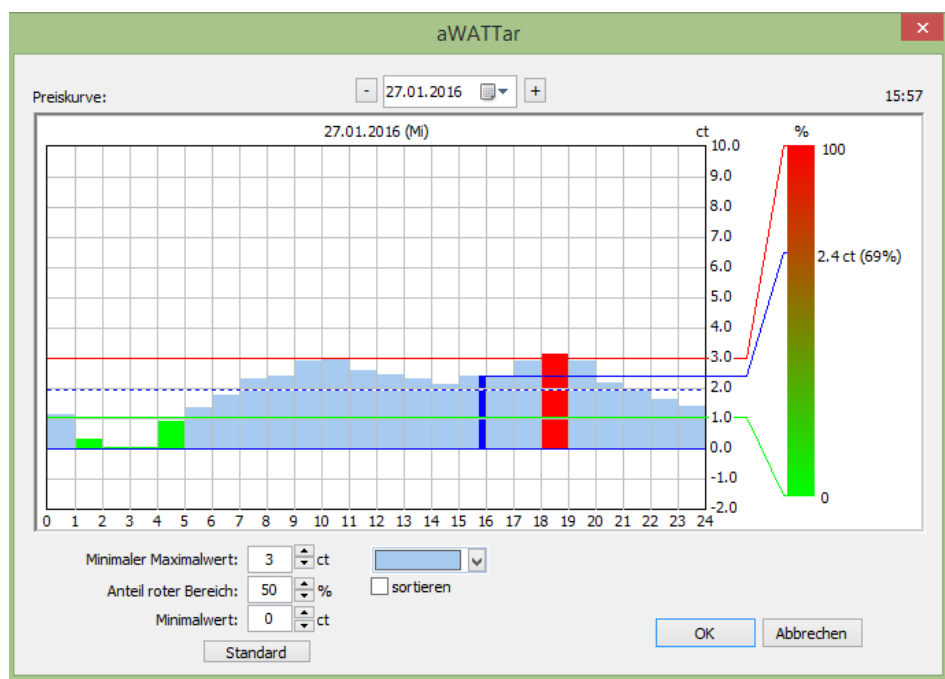 aWATTar
Preiskurve:
- 27.01.2016 +
15:57
27.01.2016 (Mi)
ct
%
10.0
9.0
8.0
7.0
6.0
5.0
4.0
3.0
2.0
1.0
0.0
-1.0
-2.0
100
2.4 ct (69%)
0
0 1 2 3 4 5 6 7 8 9 10 11 12 13 14 15 16 17 18 19 20 21 22 23 24
Minimaler Maximalwert: 3 ct
Anteil roter Bereich: 50 %
sortieren
Minimalwert: 0 ct
Standard
OK
Abbrechen